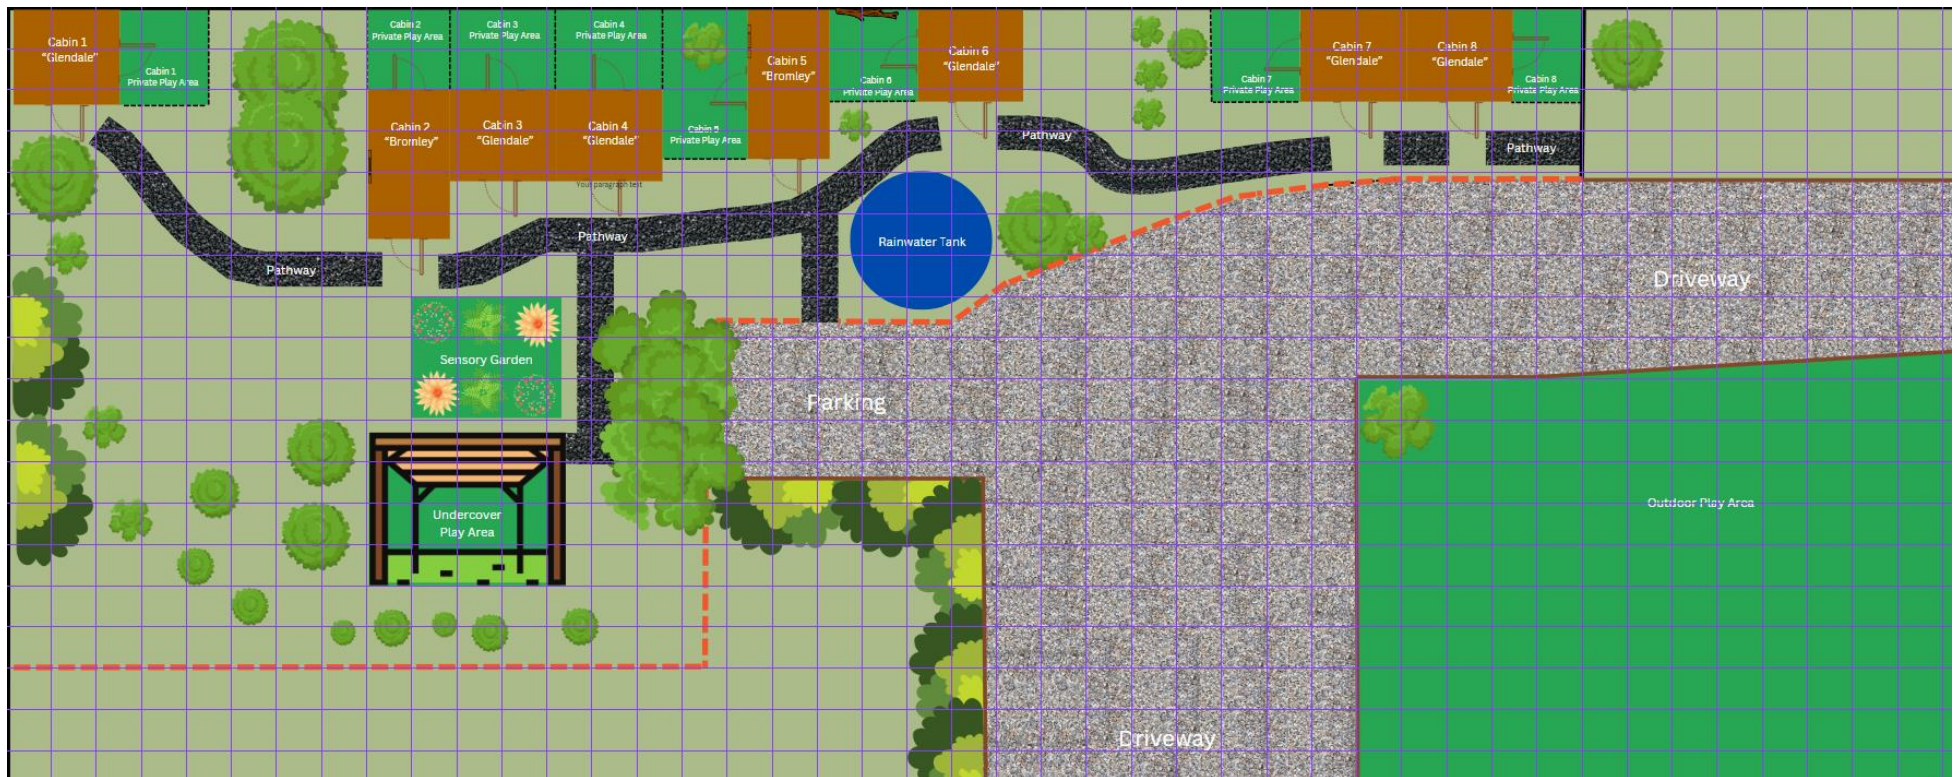 Cabin 1
"Glendale"
Cabin 1
Private Play Area
Cabin 2
Private Play Area
Cabin 3
Private Play Area
Cabin 4
Private Play Area
Cabin 2
"Bromley"
Cabin 3
"Glendale"
Cabin 4
"Glendale"
Your paragraph text
Cabin 5
Private Play Area
Cabin 5
"Bromley"
Cabin 6
Private Play Area
Cabin 6
"Glendale"
Cabin 7
Private Play Area
Cabin 7
"Glendale"
Cabin 8
"Glendale"
Cabin 8
Private Play Area
Pathway
Pathway
Pathway
Pathway
Rainwater Tank
Driveway
Sensory Garden
Parking
Undercover
Play Area
Outdoor Play Area
Driveway